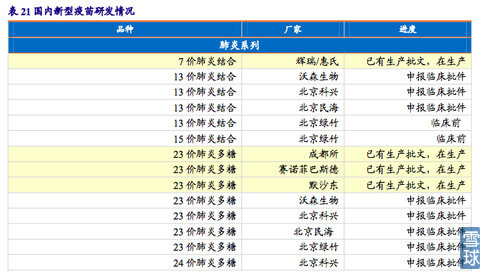 表 21 国内新型疫苗研发情况
品种 厂家 进度
肺炎系列
7 价肺炎结合 辉瑞/惠氏 已有生产批文，在生产
13 价肺炎结合 沃森生物 申报临床批件
13 价肺炎结合 北京科兴 申报临床批件
13 价肺炎结合 北京民海 申报临床批件
13 价肺炎结合 北京绿竹 临床前
15 价肺炎结合 北京绿竹 临床前
23 价肺炎多糖 成都所 已有生产批文，在生产
23 价肺炎多糖 赛诺菲巴斯德 已有生产批文，在生产
23 价肺炎多糖 默沙东 已有生产批文，在生产
23 价肺炎多糖 沃森生物 申报临床批件
23 价肺炎多糖 北京科兴 申报临床批件
23 价肺炎多糖 北京民海 申报临床批件
23 价肺炎多糖 北京绿竹 申报临床批件
24 价肺炎多糖 北京科兴 申报临床批件
雪球